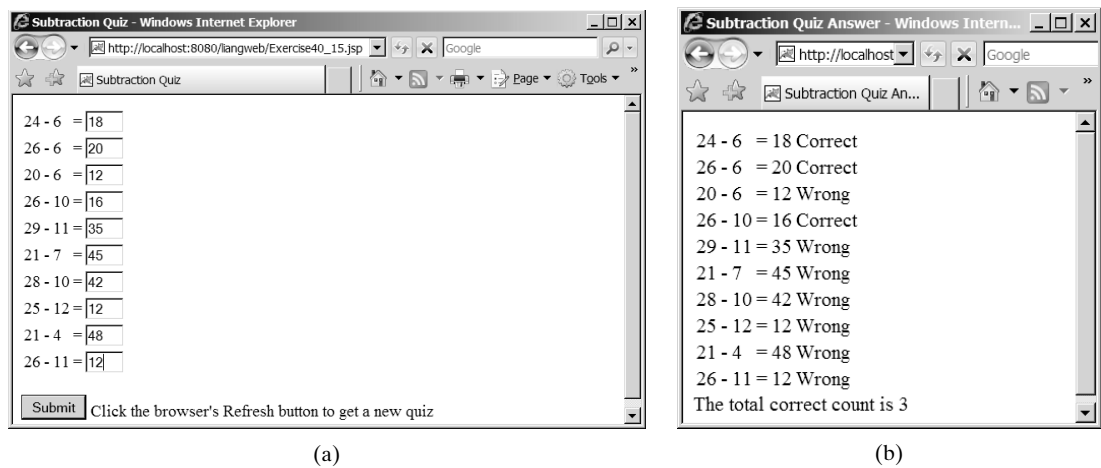 Subtraction Quiz - Windows Internet Explorer
http://localhost:8080/liangweb/Exercise40_15.jsp Google
Subtraction Quiz Page Tools »
24 - 6 = 18
26 - 6 = 20
20 - 6 = 12
26 - 10 = 16
29 - 11 = 35
21 - 7 = 45
28 - 10 = 42
25 - 12 = 12
21 - 4 = 48
26 - 11 = 12
Submit Click the browser's Refresh button to get a new quiz
(a)
Subtraction Quiz Answer - Windows Intern...
http://localhost Google
Subtraction Quiz An... »
24 - 6 = 18 Correct
26 - 6 = 20 Correct
20 - 6 = 12 Wrong
26 - 10 = 16 Correct
29 - 11 = 35 Wrong
21 - 7 = 45 Wrong
28 - 10 = 42 Wrong
25 - 12 = 12 Wrong
21 - 4 = 48 Wrong
26 - 11 = 12 Wrong
The total correct count is 3
(b)